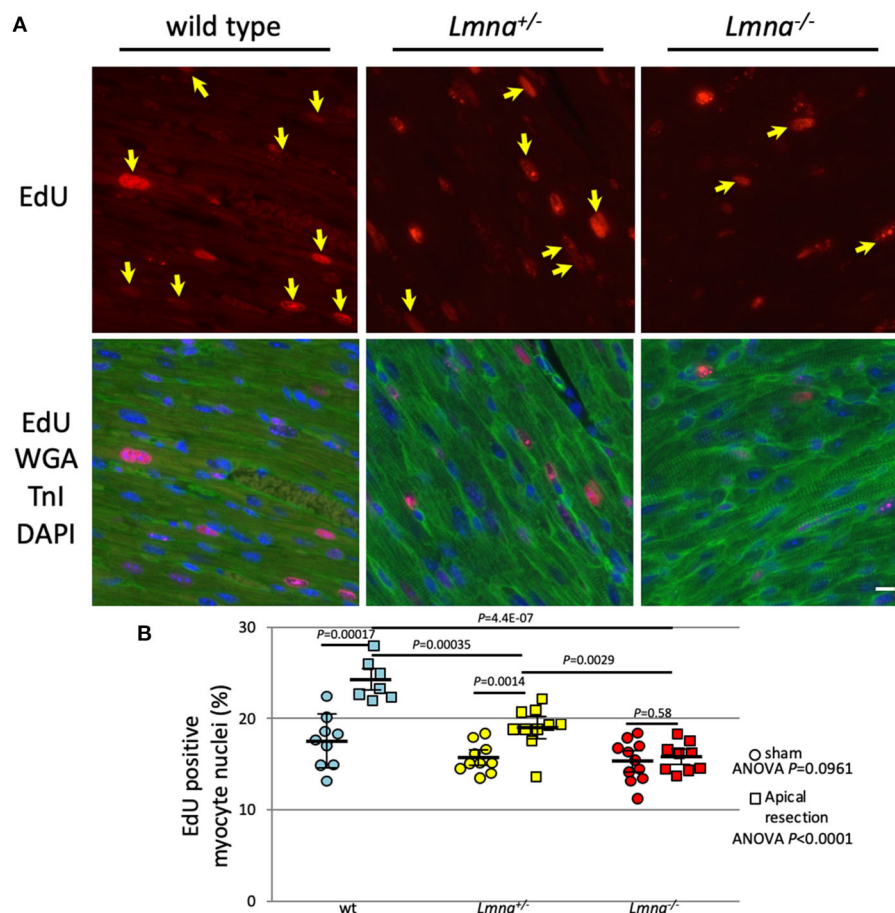 A
wild type
Lmna+/-
Lmna-/-
EdU
EdU
WGA
TnI
DAPI
B
P=4.4E-07
P=0.00017
P=0.00035
P=0.0029
P=0.0014
P=0.58
30
20
10
0
EdU positive
myocyte nuclei (%)
sham
ANOVA P=0.0961
Apical
resection
ANOVA P<0.0001
wt
Lmna+/-
Lmna-/-